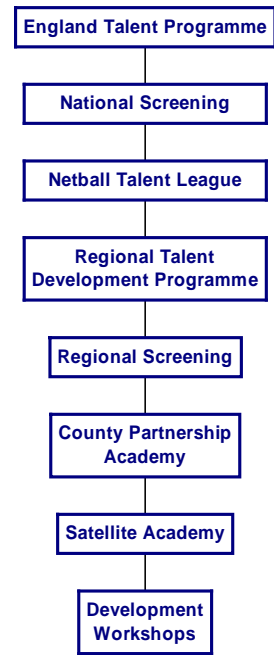 England Talent Programme
National Screening
Netball Talent League
Regional Talent
Development Programme
Regional Screening
County Partnership
Academy
Satellite Academy
Development
Workshops